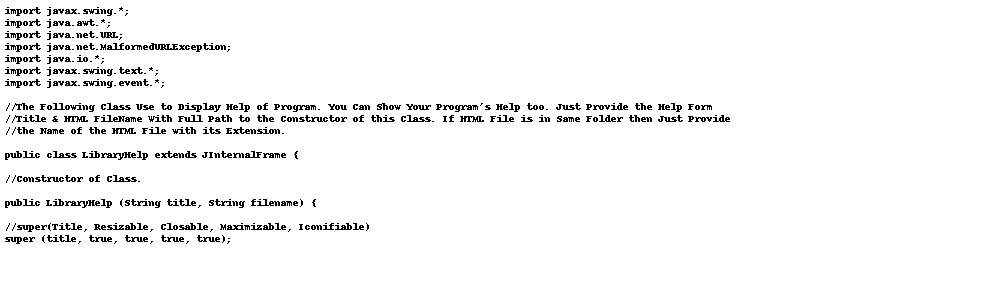 import javax.swing.*;
import java.awt.*;
import java.net.URL;
import java.net.MalformedURLException;
import java.io.*;
import javax.swing.text.*;
import javax.swing.event.*;
//The Following Class Use to Display Help of Program. You Can Show Your Program's Help too. Just Provide the Help Form
//Title & HTML FileName With Full Path to the Constructor of this Class. If HTML File is in Same Folder then Just Provide
//the Name of the HTML File with its Extension.
public class LibraryHelp extends JInternalFrame {
//Constructor of Class.
public LibraryHelp (String title, String filename) {
//super(Title, Resizable, Closable, Maximizable, Iconifiable)
super (title, true, true, true, true);